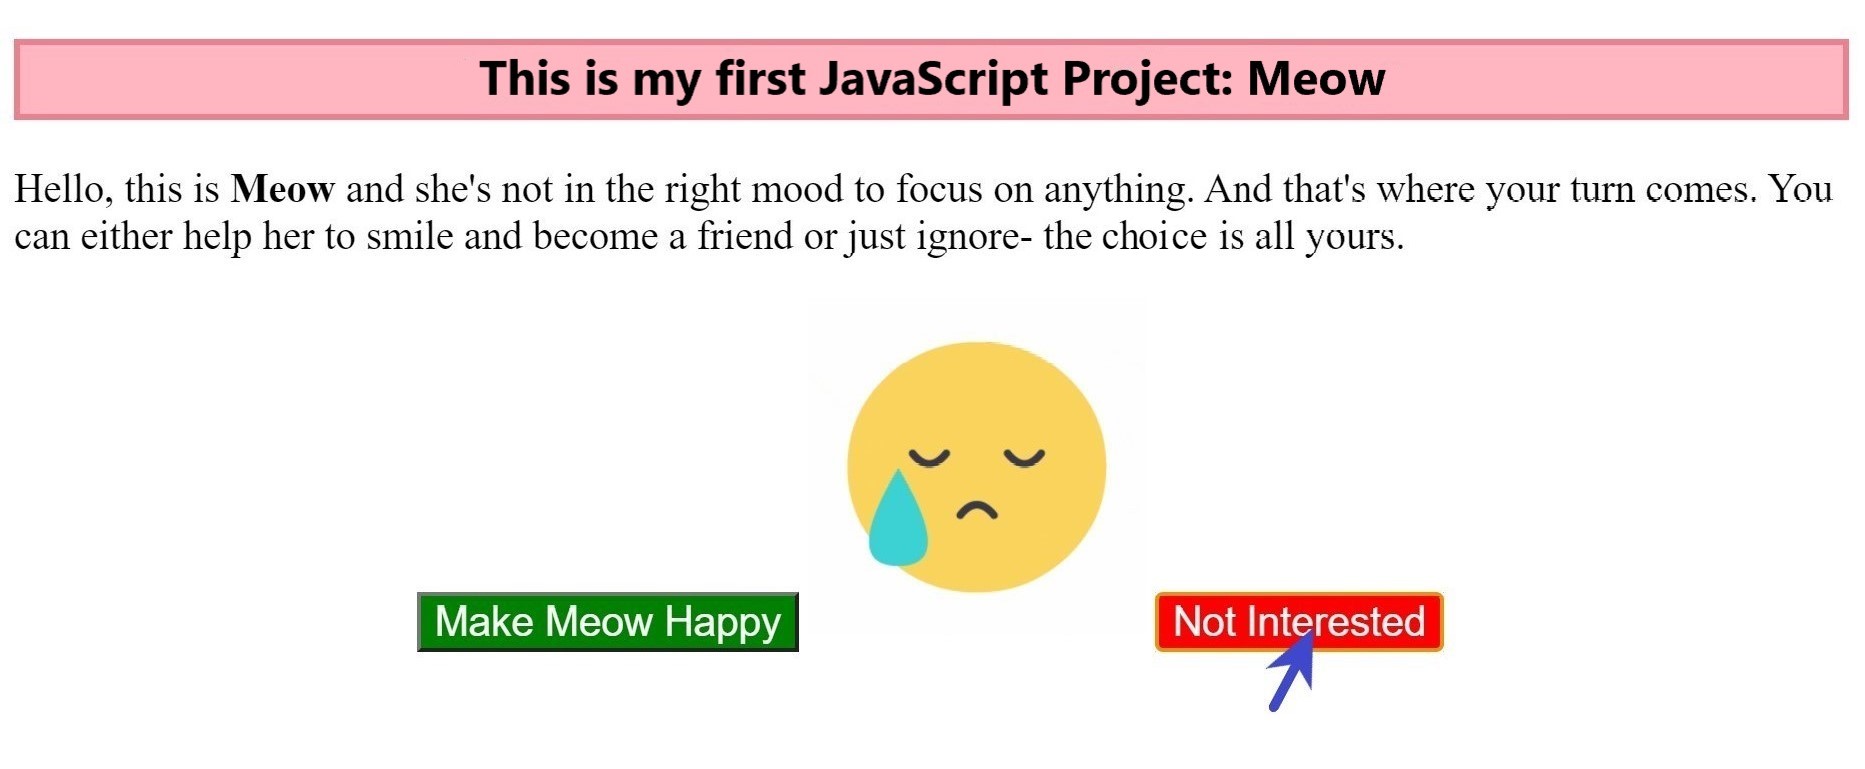 This is my first JavaScript Project: Meow
Hello, this is Meow and she's not in the right mood to focus on anything. And that's where your turn comes. You
can either help her to smile and become a friend or just ignore- the choice is all yours.
Make Meow Happy
Not Interested